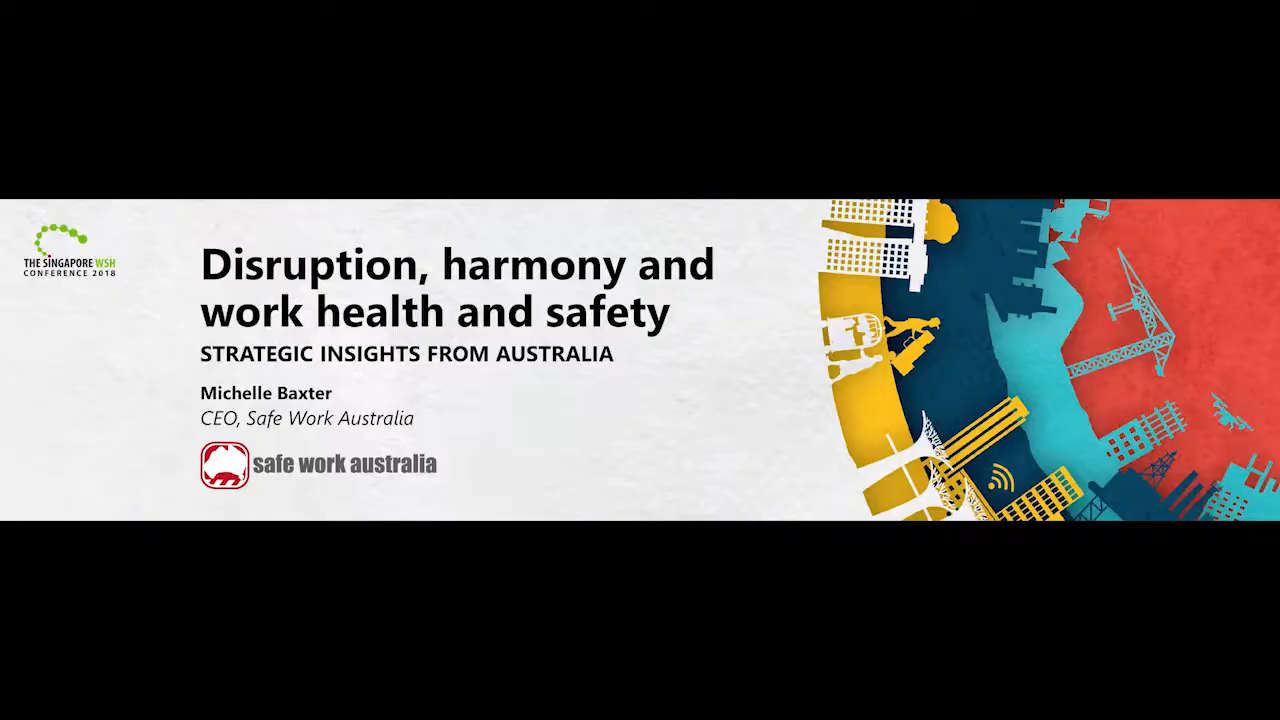 THE SINGAPORE WSH
CONFERENCE 2018
Disruption, harmony and
work health and safety
STRATEGIC INSIGHTS FROM AUSTRALIA
Michelle Baxter
CEO, Safe Work Australia
safe work australia